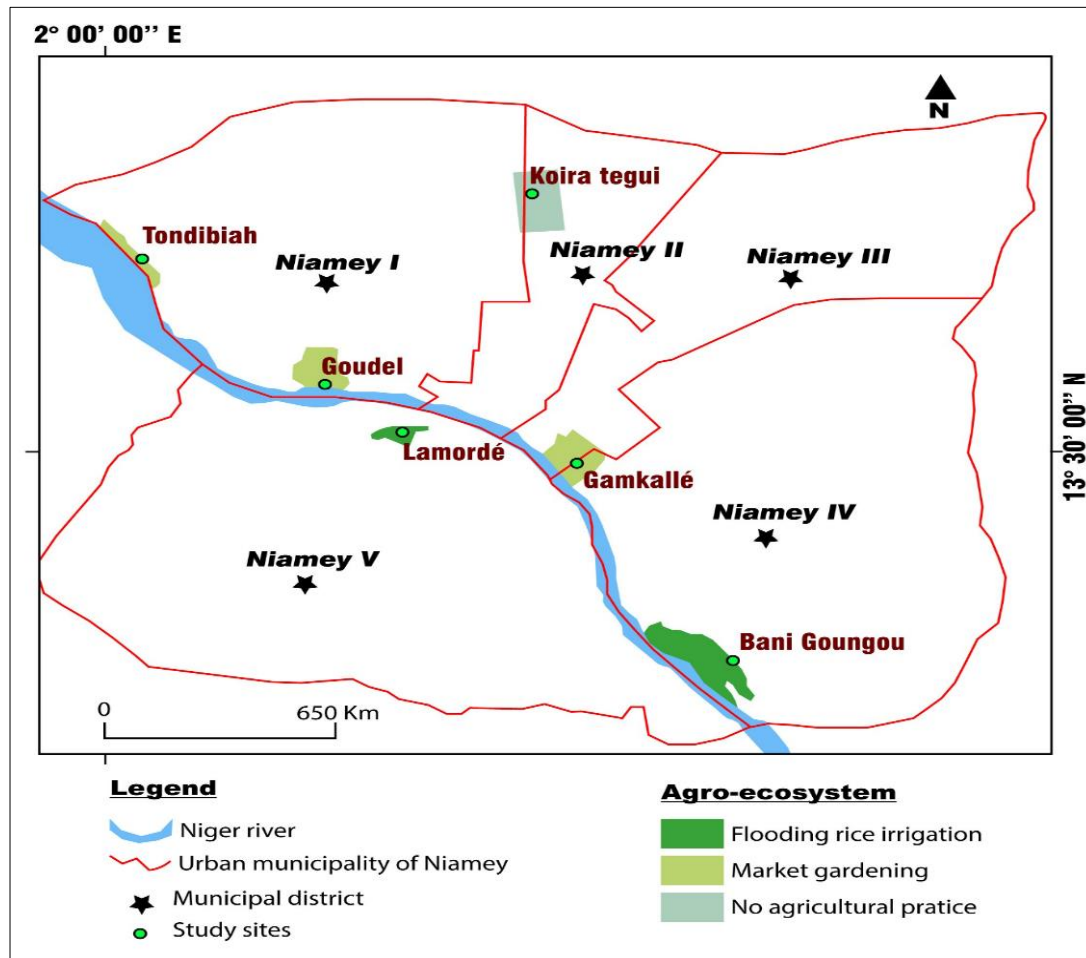 2° 00' 00'' E
N
Koira tegui
Tondibiah
Niamey I
Niamey II
Niamey III
Goudel
Lamordé
13° 30' 00'' N
Gamkallé
Niamey IV
Niamey V
Bani Goungou
0
650 Km
Legend
Niger river
Urban municipality of Niamey
Municipal district
Study sites
Agro-ecosystem
Flooding rice irrigation
Market gardening
No agricultural pratice